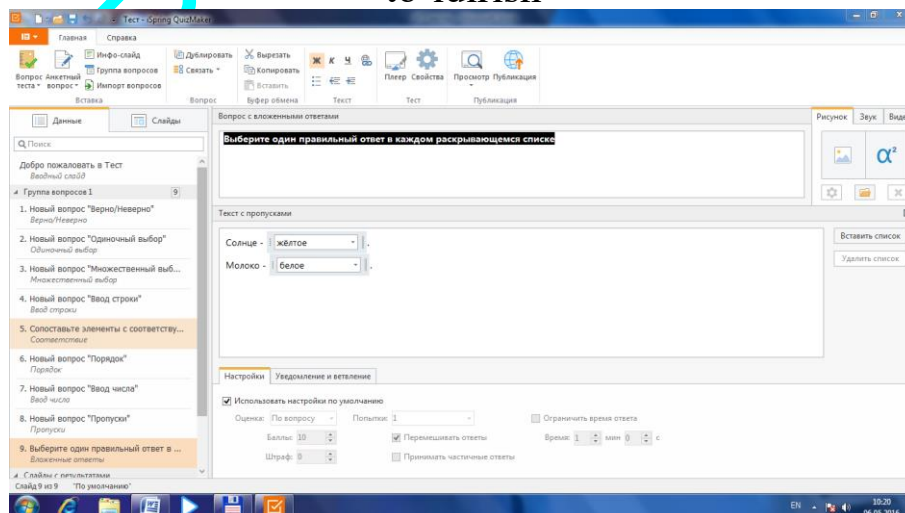 Тест - iSpring QuizMaker
Главная Справка
Вопрос теста Анкетный вопрос Инфо-слайд Группа вопросов Импорт вопросов
Дублировать Связать
Вырезать Копировать Вставить
Ж К Ч
Плеер Свойства Просмотр Публикация
Вставка Вопрос Буфер обмена Текст Тест Публикация
Данные Слайды
Поиск
Добро пожаловать в Тест
Вводный слайд
Группа вопросов 1 9
1. Новый вопрос "Верно/Неверно"
Верно/Неверно
2. Новый вопрос "Одиночный выбор"
Одиночный выбор
3. Новый вопрос "Множественный выб...
Множественный выбор
4. Новый вопрос "Ввод строки"
Ввод строки
5. Сопоставьте элементы с соответству...
Соответствие
6. Новый вопрос "Порядок"
Порядок
7. Новый вопрос "Ввод числа"
Ввод числа
8. Новый вопрос "Пропуски"
Пропуски
9. Выберите один правильный ответ в ...
Вложенные ответы
Слайды с результатами
Вопрос с вложенными ответами
Выберите один правильный ответ в каждом раскрывающемся списке
Рисунок Звук Виде
α²
Текст с пропусками
Солнце - жёлтое .
Молоко - белое .
Вставить список
Удалить список
Настройки Уведомление и ветвление
Использовать настройки по умолчанию
Оценка: По вопросу Попытки: 1 Ограничить время ответа
Баллы: 10 Перемешивать ответы Время: 1 мин 0 с
Штраф: 0 Принимать частичные ответы
Слайд 9 из 9 "По умолчанию"
EN 10:20
06.05.2016